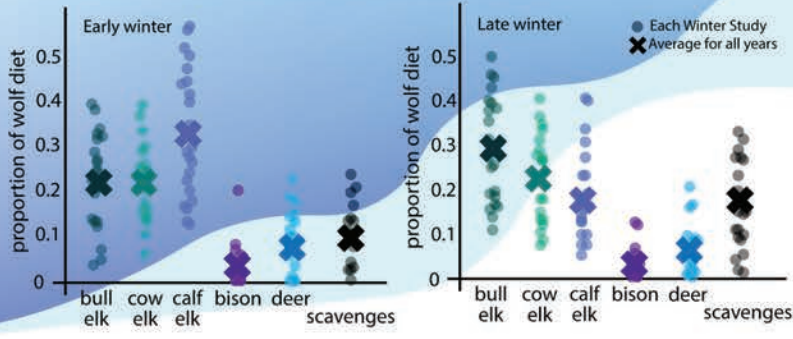 Early winter
proportion of wolf diet
0.5
0.4
0.3
0.2
0.1
0
bull elk
cow elk
calf elk
bison
deer
scavenges
Late winter
Each Winter Study
Average for all years
proportion of wolf diet
0.5
0.4
0.3
0.2
0.1
0
bull elk
cow elk
calf elk
bison
deer
scavenges